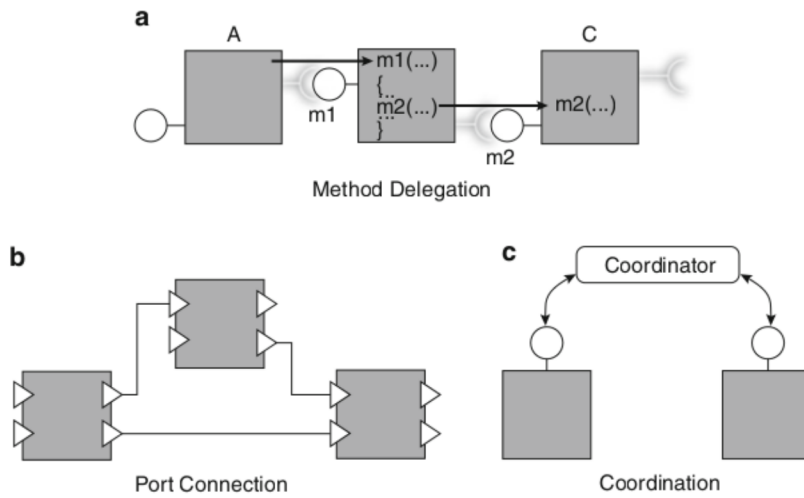 a
A
C
m1(...)
{..
m2(...)
...
}
m2(...)
m1
m2
Method Delegation
b
c
Coordinator
Port Connection
Coordination